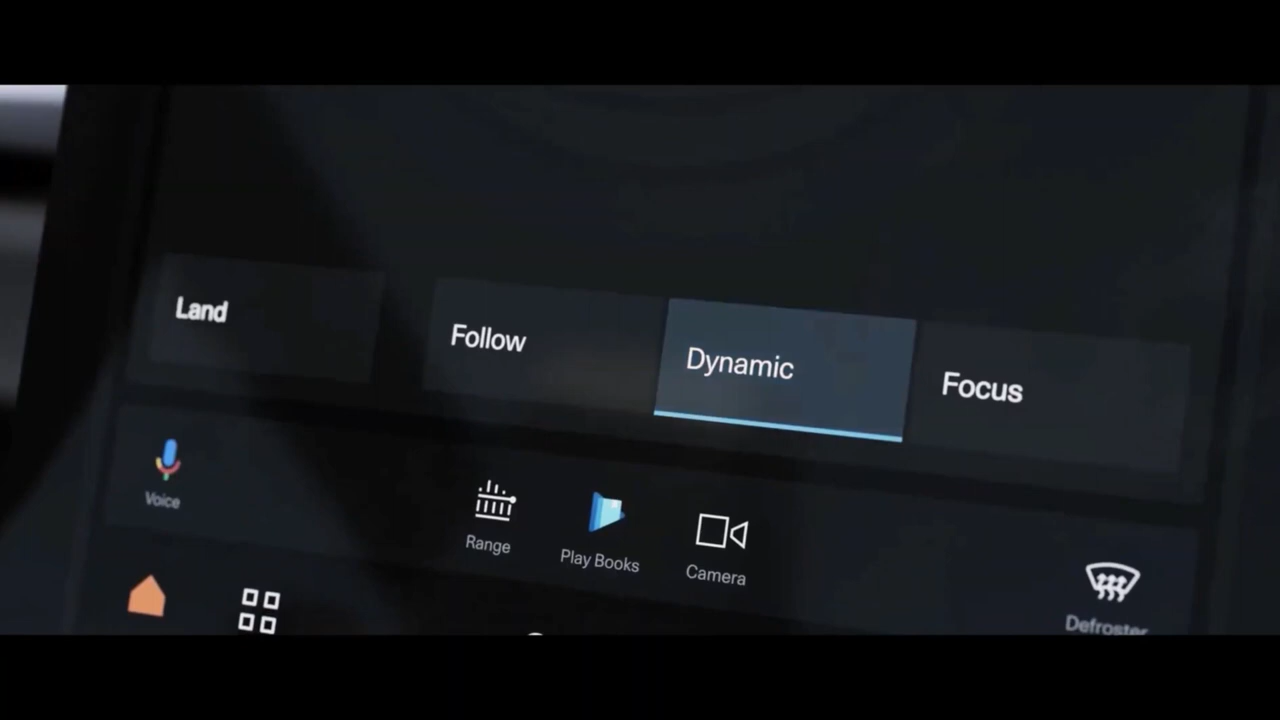 Land
Follow
Dynamic
Focus
Voice
Range
Play Books
Camera
Defroster